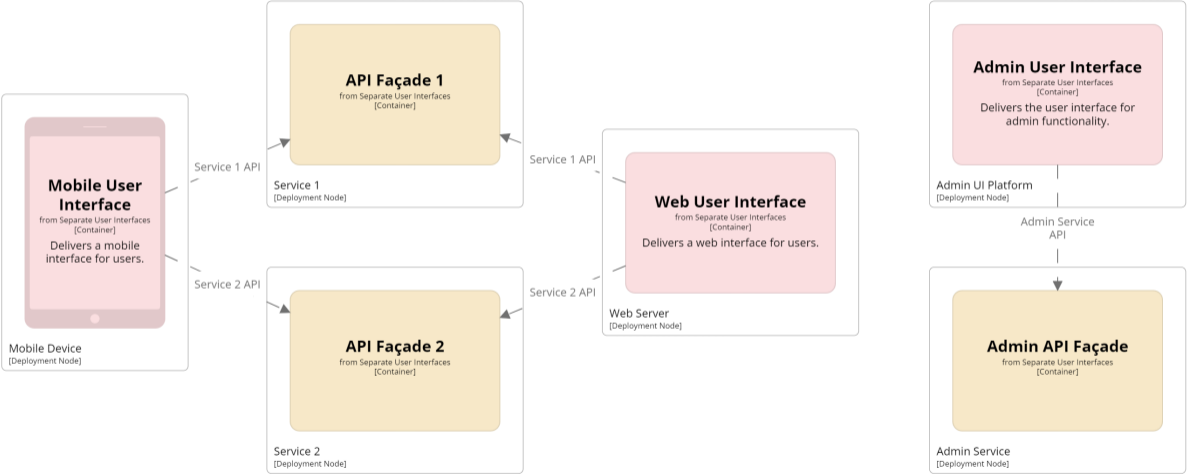 API Façade 1
from Separate User Interfaces
[Container]
Service 1
[Deployment Node]
Admin User Interface
from Separate User Interfaces
[Container]
Delivers the user interface for
admin functionality.
Admin UI Platform
[Deployment Node]
Mobile User
Interface
from Separate User Interfaces
[Container]
Delivers a mobile
interface for users.
Mobile Device
[Deployment Node]
Service 1 API
Service 1 API
Web User Interface
from Separate User Interfaces
[Container]
Delivers a web interface for users.
Web Server
[Deployment Node]
Admin Service
API
Service 2 API
Service 2 API
API Façade 2
from Separate User Interfaces
[Container]
Service 2
[Deployment Node]
Admin API Façade
from Separate User Interfaces
[Container]
Admin Service
[Deployment Node]